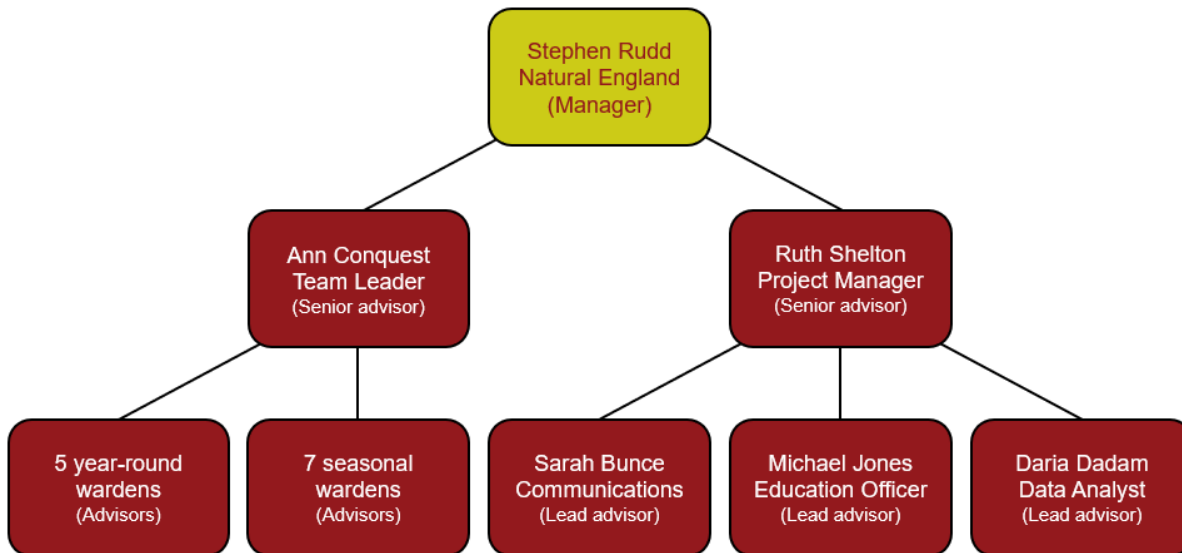 Stephen Rudd
Natural England
(Manager)
Ann Conquest
Team Leader
(Senior advisor)
Ruth Shelton
Project Manager
(Senior advisor)
5 year-round
wardens
(Advisors)
7 seasonal
wardens
(Advisors)
Sarah Bunce
Communications
(Lead advisor)
Michael Jones
Education Officer
(Lead advisor)
Daria Dadam
Data Analyst
(Lead advisor)